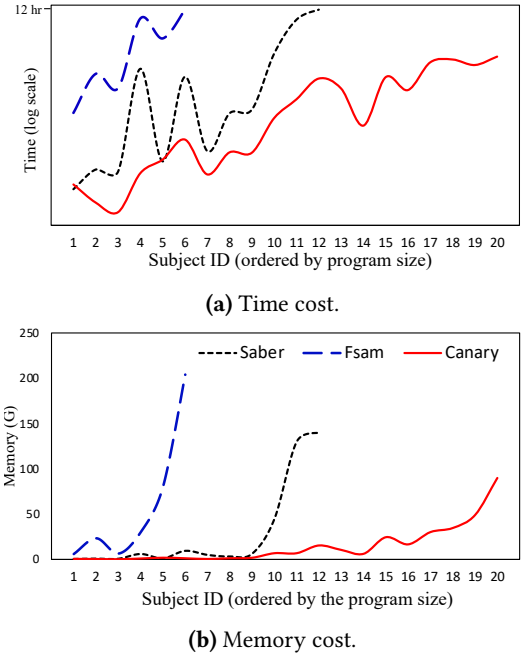 12 hr
Time (log scale)
1 2 3 4 5 6 7 8 9 10 11 12 13 14 15 16 17 18 19 20
Subject ID (ordered by program size)
(a) Time cost.
250
200
150
100
50
0
Memory (G)
Saber Fsam Canary
1 2 3 4 5 6 7 8 9 10 11 12 13 14 15 16 17 18 19 20
Subject ID (ordered by the program size)
(b) Memory cost.